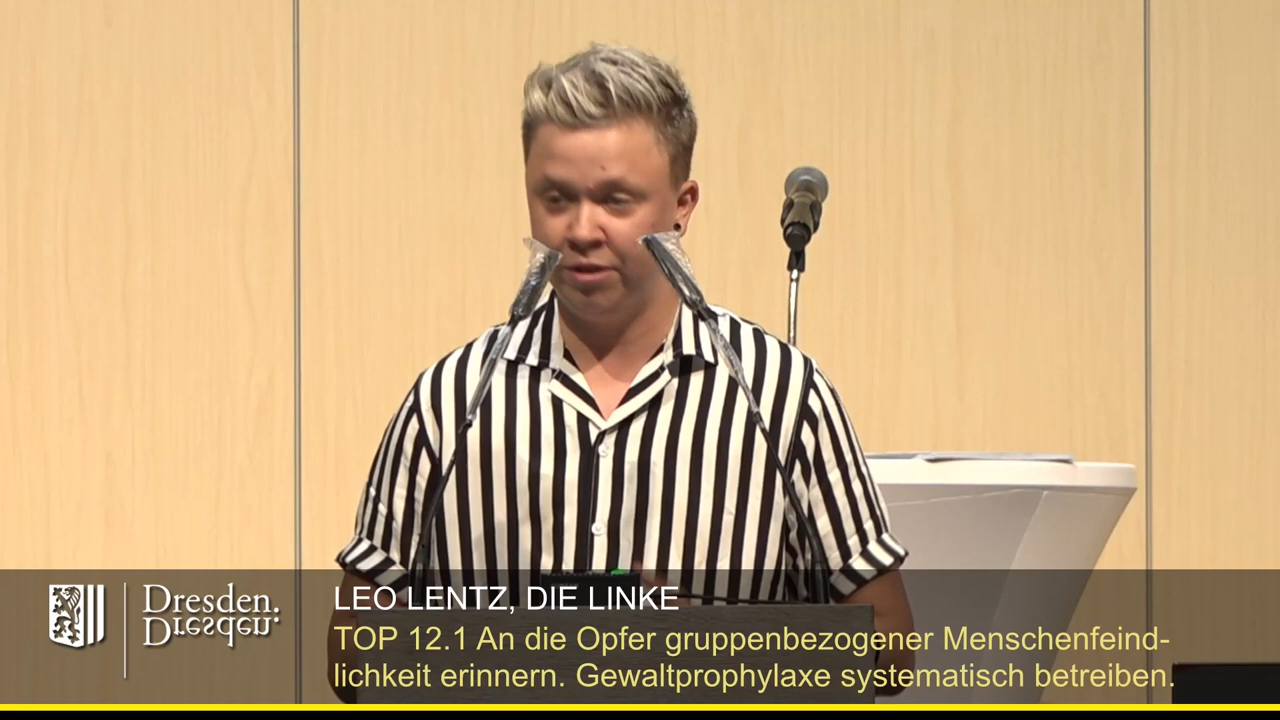 Dresden.
Dresden.
LEO LENTZ, DIE LINKE
TOP 12.1 An die Opfer gruppenbezogener Menschenfeind-
lichkeit erinnern. Gewaltprophylaxe systematisch betreiben.